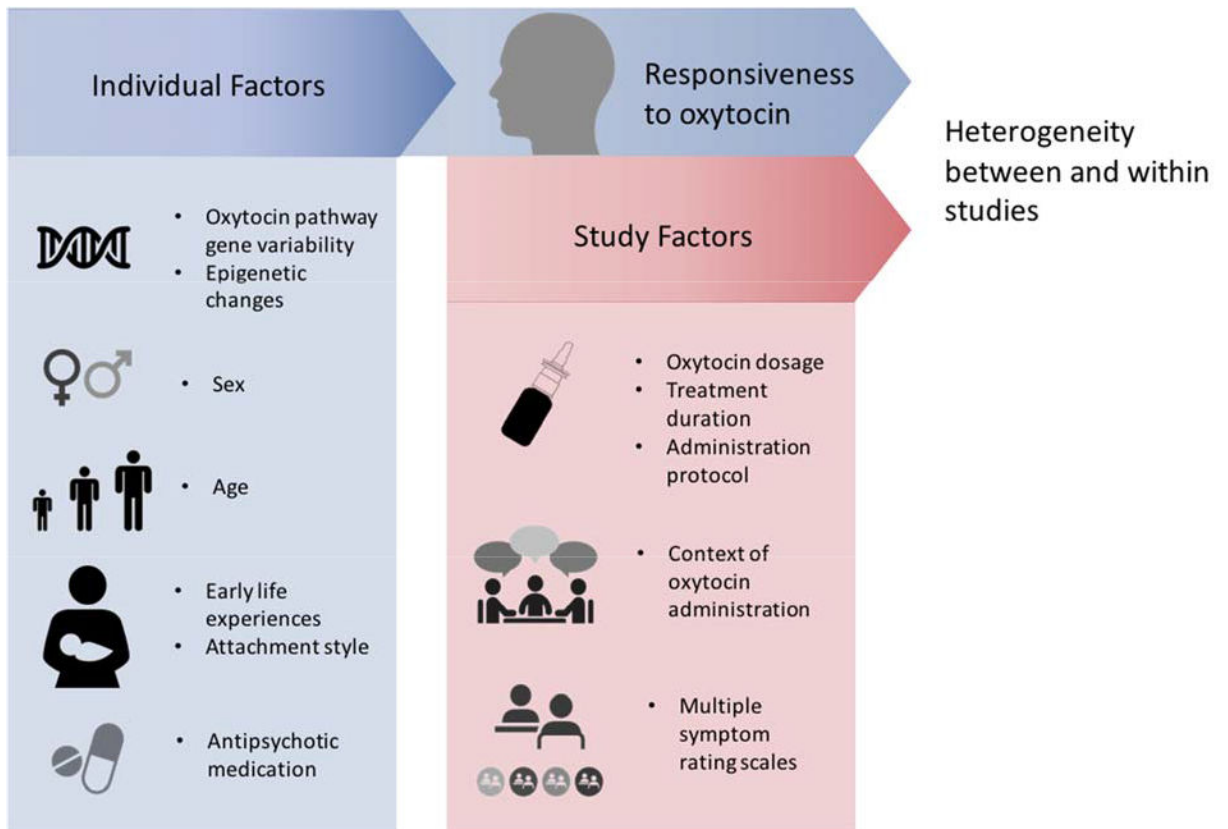 Individual Factors
Responsiveness
to oxytocin
Heterogeneity
between and within
studies
• Oxytocin pathway
gene variability
• Epigenetic
changes
• Sex
• Age
• Early life
experiences
• Attachment style
• Antipsychotic
medication
Study Factors
• Oxytocin dosage
• Treatment
duration
• Administration
protocol
• Context of
oxytocin
administration
• Multiple
symptom
rating scales